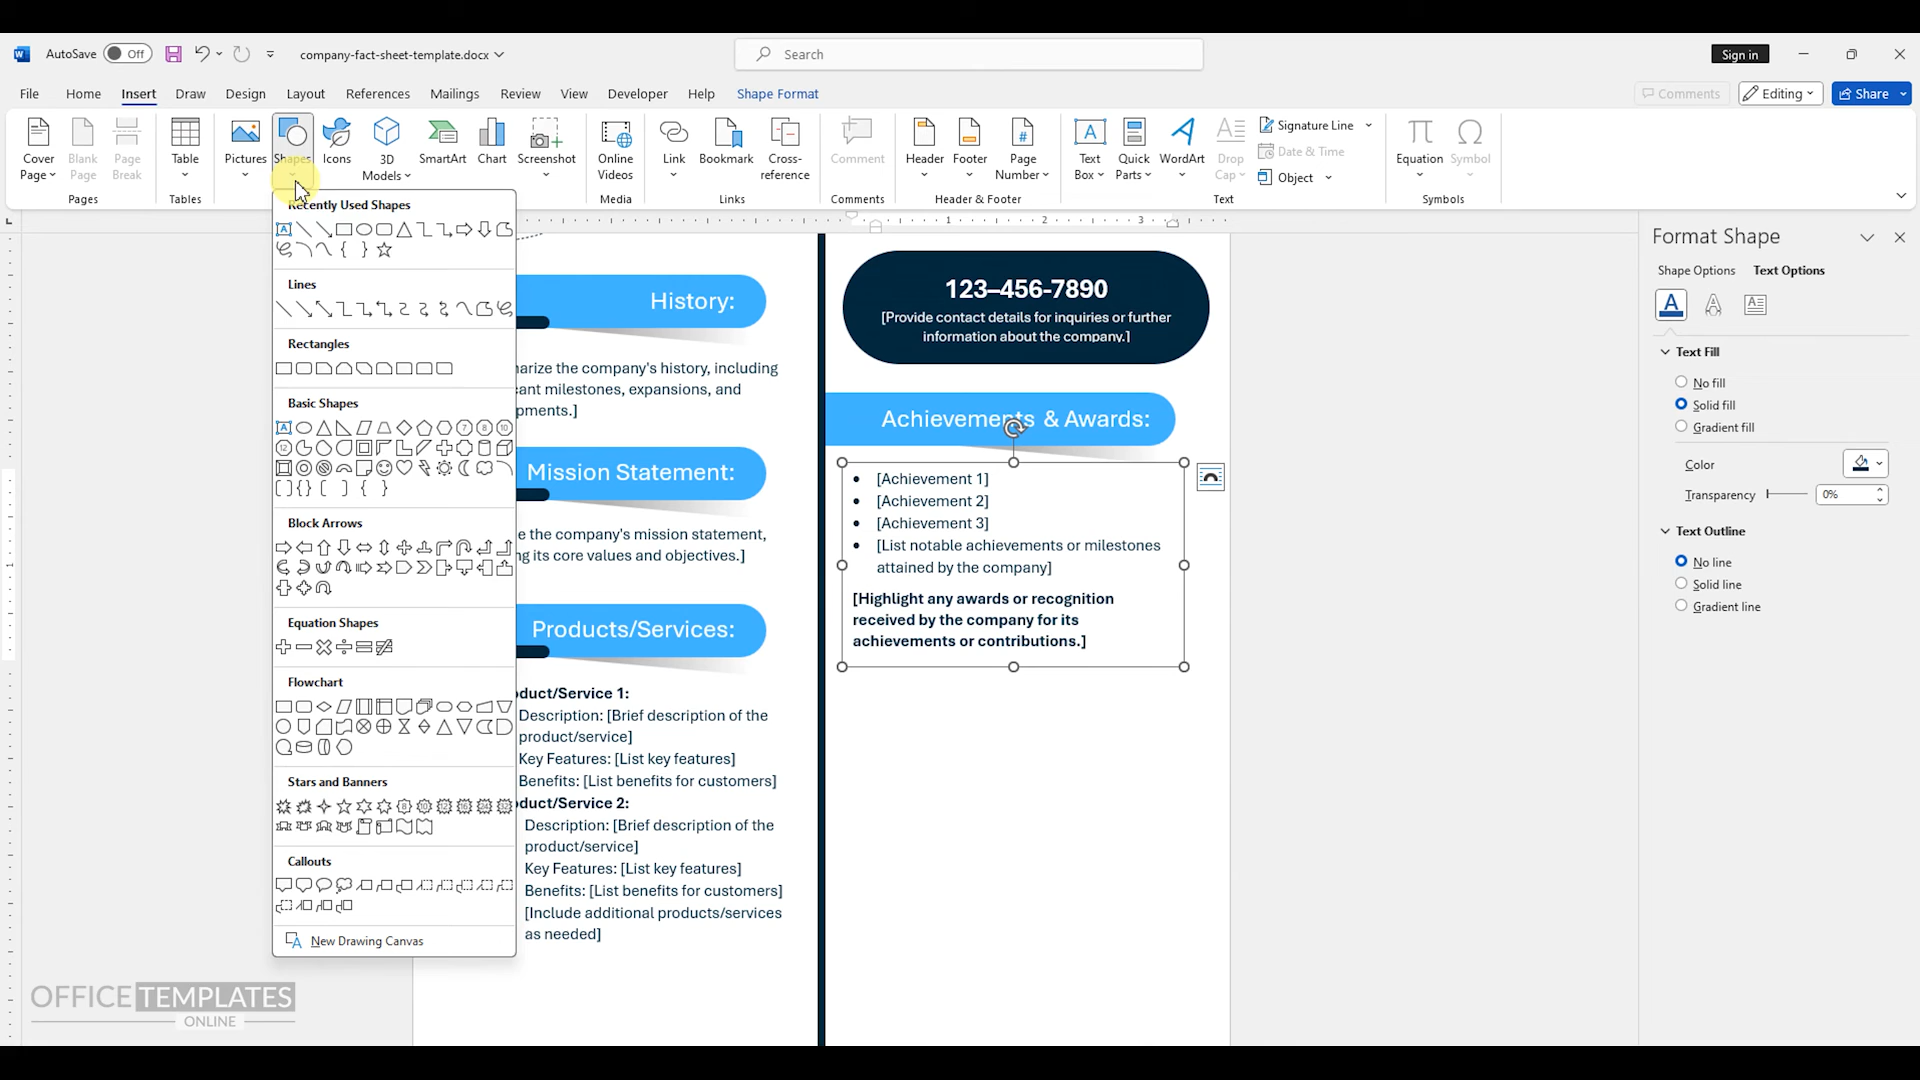 AutoSave Off company-fact-sheet-template.docx Search Sign in
File Home Insert Draw Design Layout References Mailings Review View Developer Help Shape Format Comments Editing Share
Cover Page
Blank Page
Page Break
Pages
Table
Tables
Pictures
Shapes
Icons
3D Models
SmartArt
Chart
Screenshot
Online Videos
Media
Link
Bookmark
Cross-reference
Links
Comment
Comments
Header
Footer
Page Number
Header & Footer
Text Box
Quick Parts
WordArt
Drop Cap
Signature Line
Date & Time
Object
Text
Equation
Symbol
Symbols
Recently Used Shapes
Lines
Rectangles
Basic Shapes
Block Arrows
Equation Shapes
Flowchart
Stars and Banners
Callouts
New Drawing Canvas
History:
arize the company's history, including
cant milestones, expansions, and
opments.]
Mission Statement:
e the company's mission statement,
ng its core values and objectives.]
Products/Services:
duct/Service 1:
Description: [Brief description of the
product/service]
Key Features: [List key features]
Benefits: [List benefits for customers]
duct/Service 2:
Description: [Brief description of the
product/service]
Key Features: [List key features]
Benefits: [List benefits for customers]
[Include additional products/services
as needed]
1 2 3
123–456-7890
[Provide contact details for inquiries or further
information about the company.]
Achievements & Awards:
• [Achievement 1]
• [Achievement 2]
• [Achievement 3]
• [List notable achievements or milestones
attained by the company]
[Highlight any awards or recognition
received by the company for its
achievements or contributions.]
Format Shape
Shape Options Text Options
Text Fill
No fill
Solid fill
Gradient fill
Color
Transparency 0%
Text Outline
No line
Solid line
Gradient line
OFFICE TEMPLATES
ONLINE